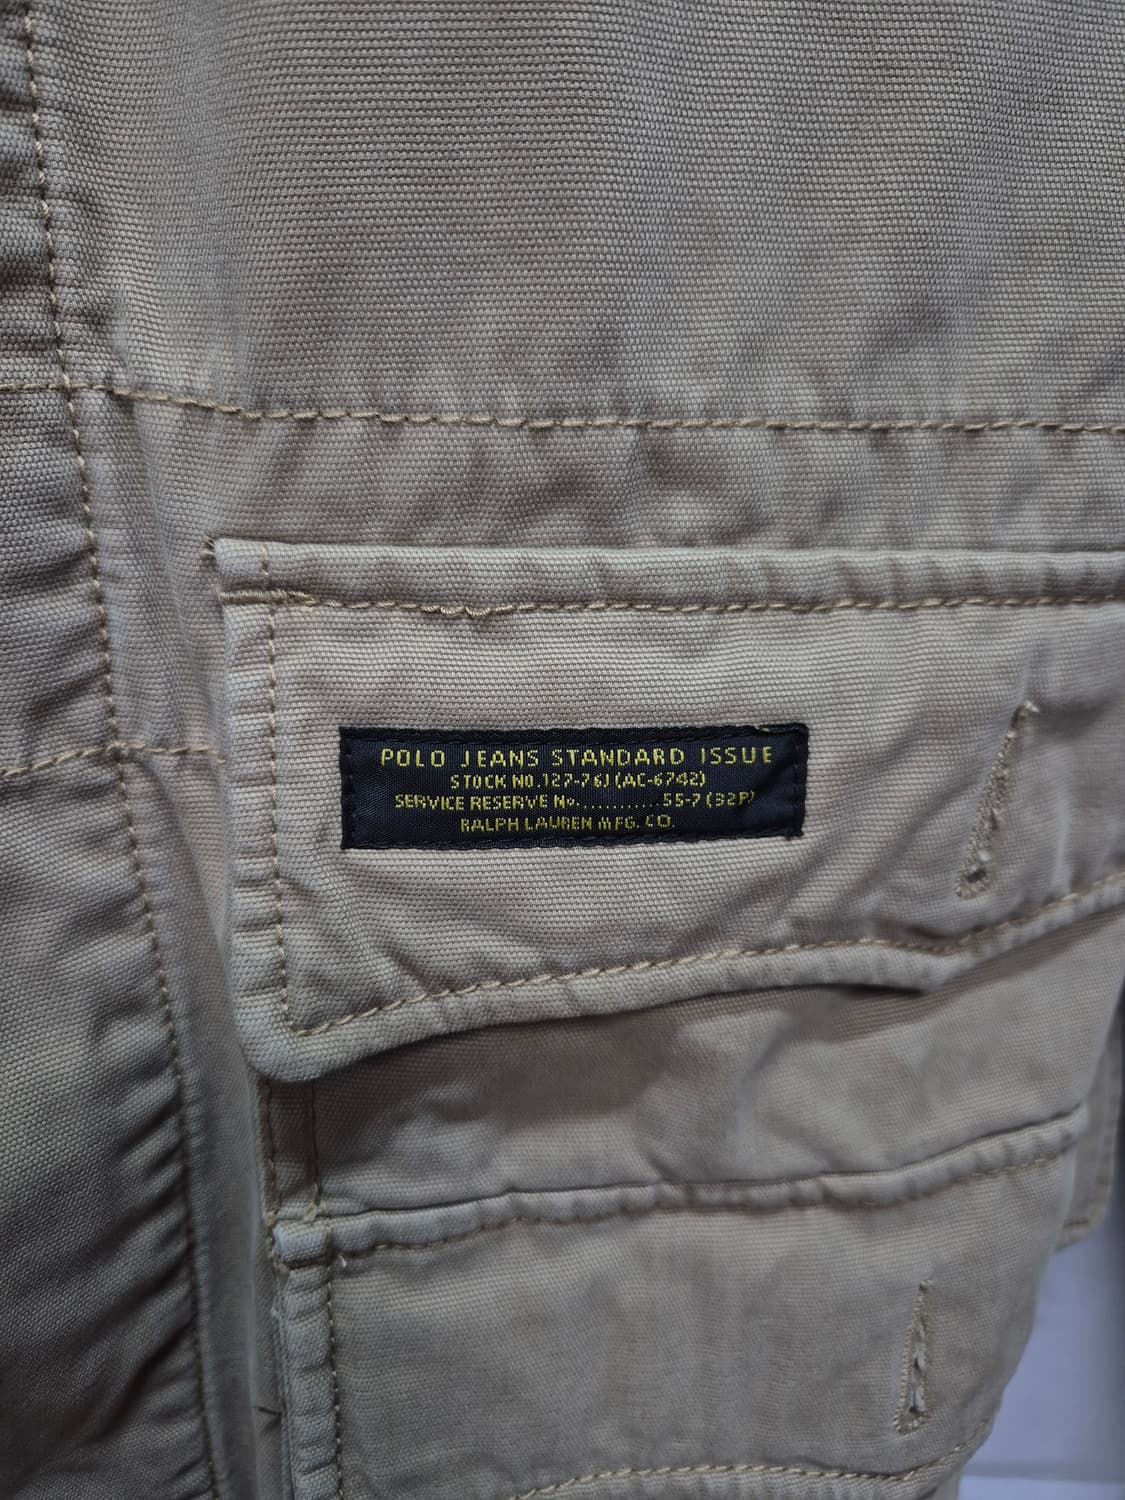 POLO JEANS STANDARD ISSUE
STOCK NO.127-76J(AC-6742)
SERVICE RESERVE No..........55-7(32P)
RALPH LAUREN MFG. CO.